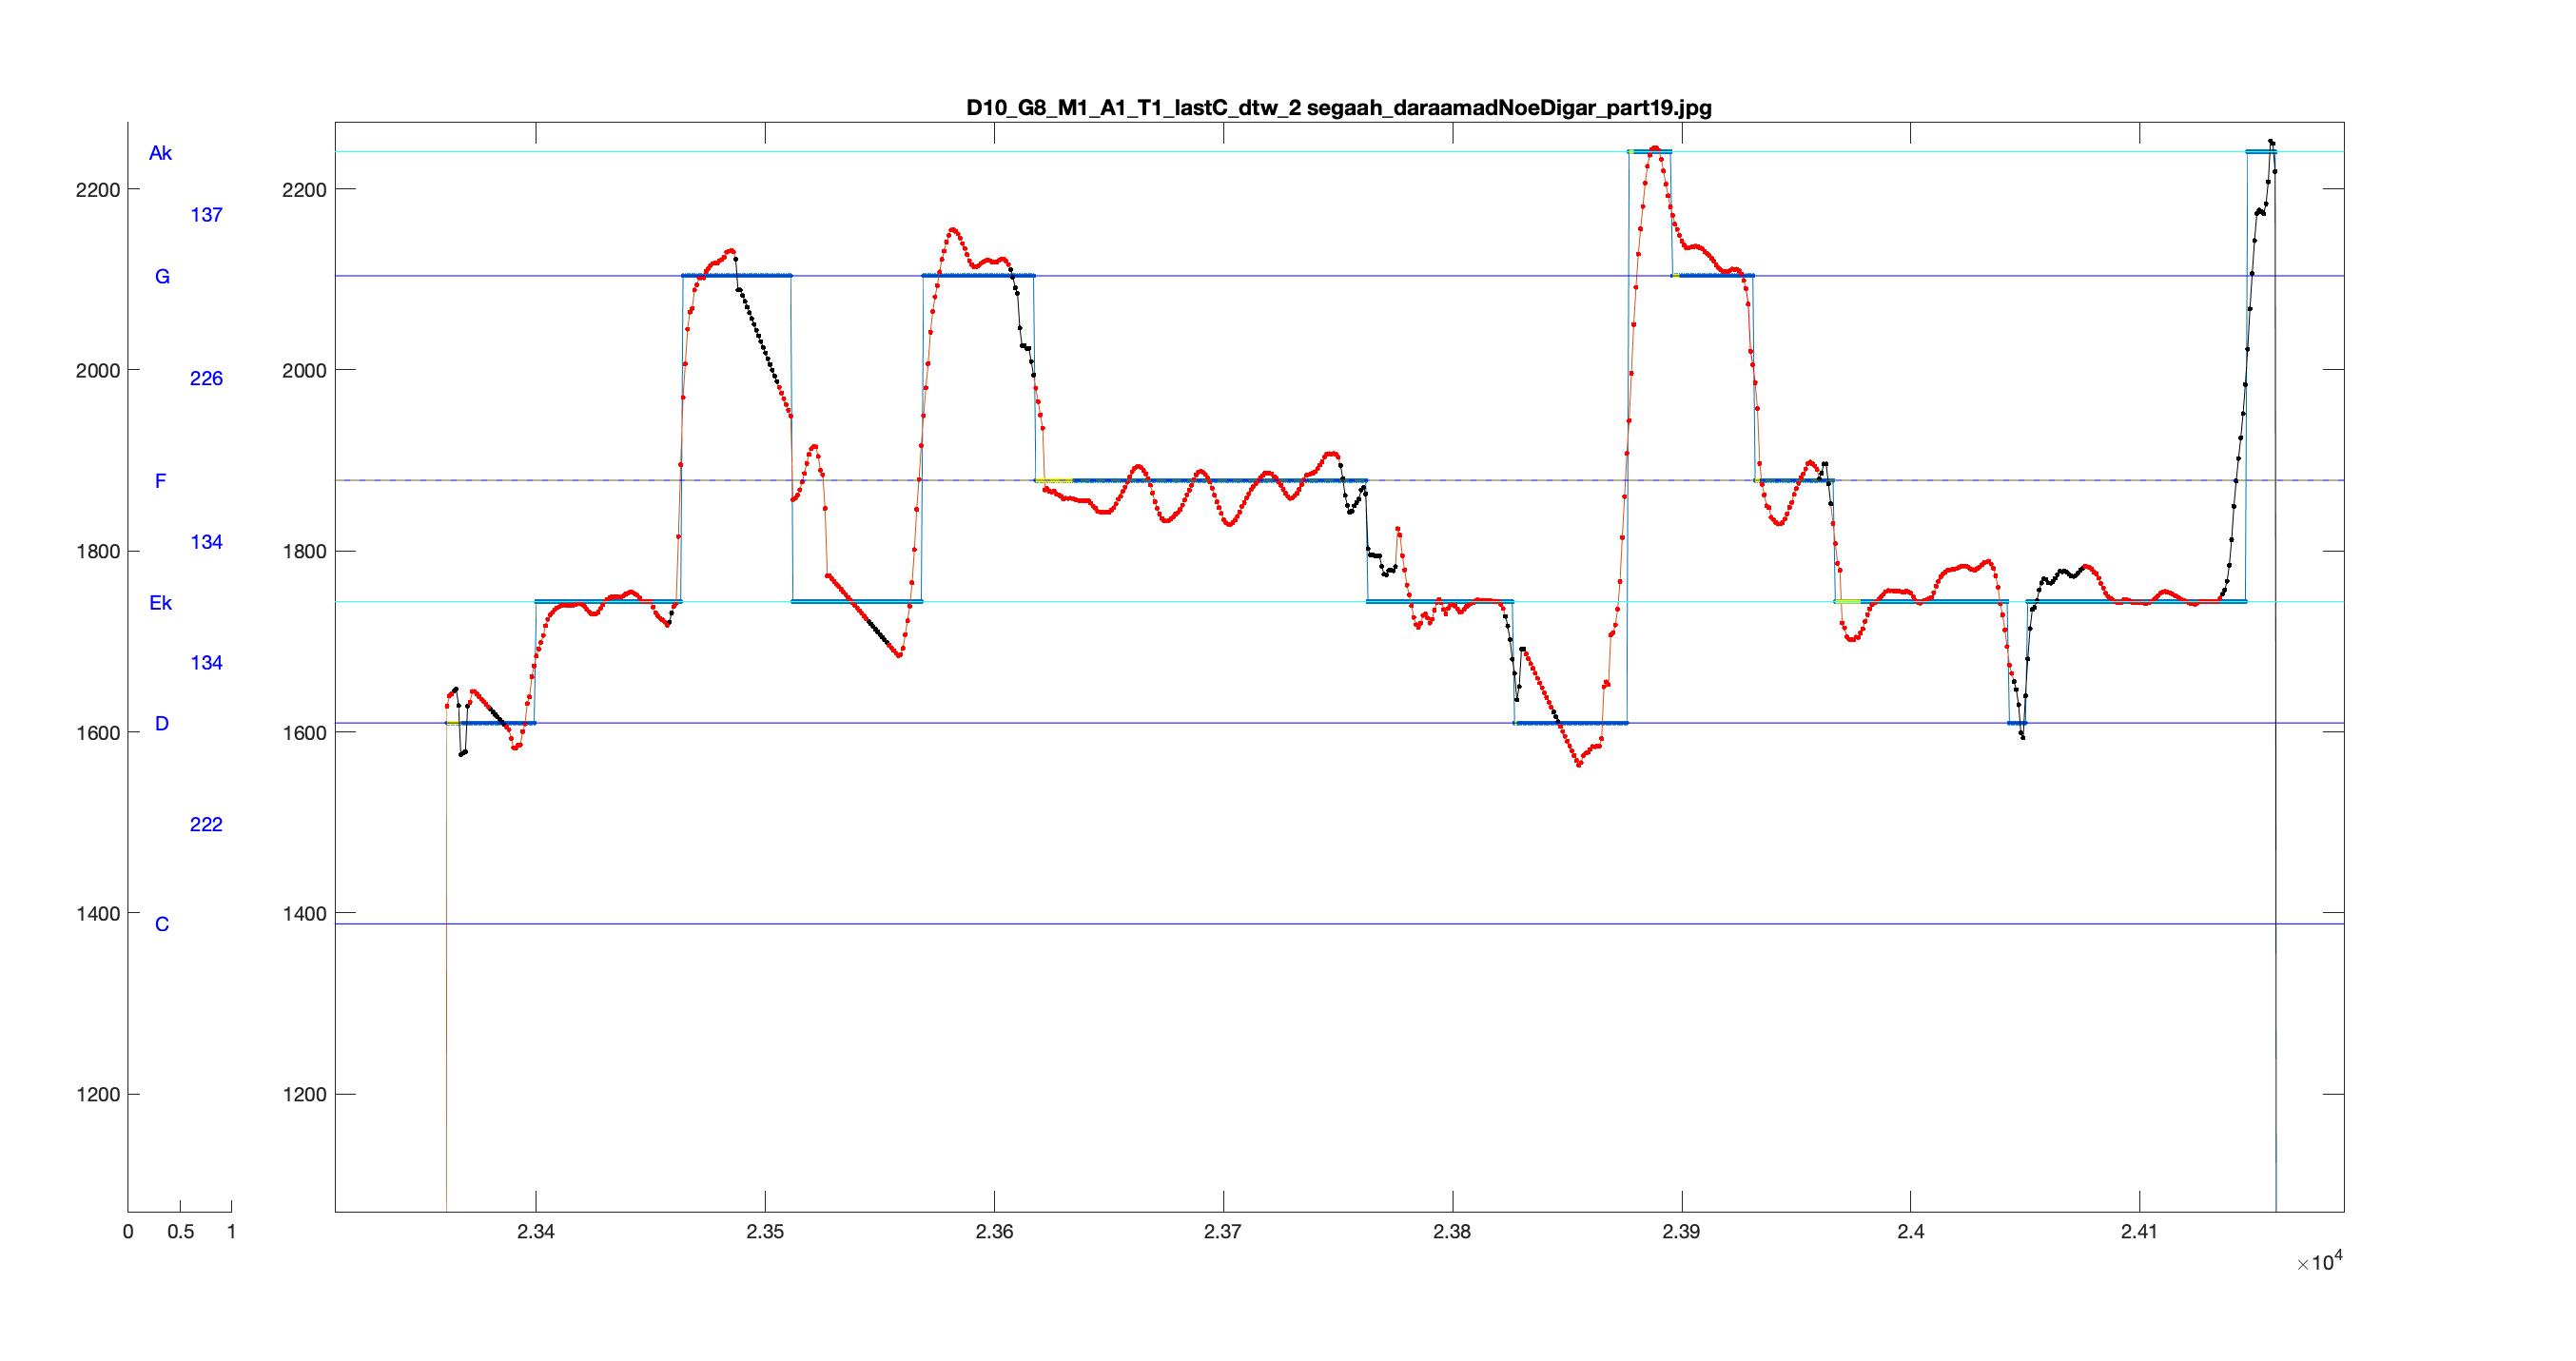 D10_G8_M1_A1_T1_lastC_dtw_2 segaah_daraamadNoeDigar_part19.jpg
Ak
2200 2200
137
G
226
2000 2000
F
134
1800 1800
Ek
134
D
1600 1600
222
1400 1400
C
1200 1200
0 0.5 1 2.34 2.35 2.36 2.37 2.38 2.39 2.4 2.41
×10⁴